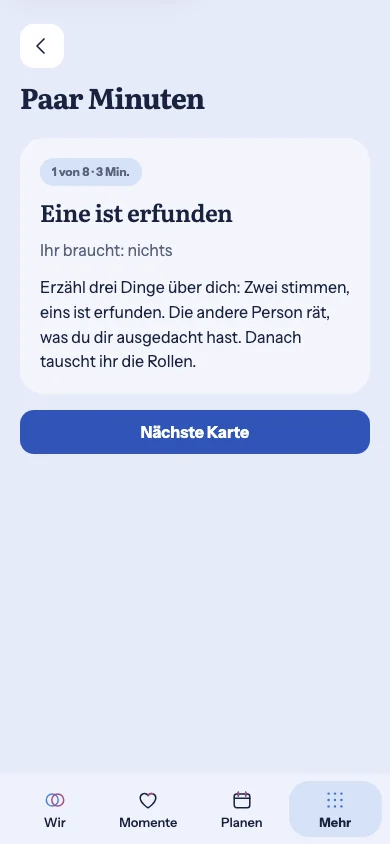 Paar Minuten
1 von 8 · 3 Min.
Eine ist erfunden
Ihr braucht: nichts
Erzähl drei Dinge über dich: Zwei stimmen,
eins ist erfunden. Die andere Person rät,
was du dir ausgedacht hast. Danach
tauscht ihr die Rollen.
Nächste Karte
Wir
Momente
Planen
Mehr